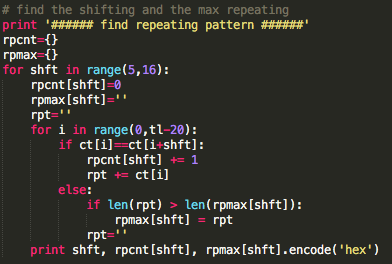 # find the shifting and the max repeating
print '###### find repeating pattern ######'
rpcnt={}
rpmax={}
for shft in range(5,16):
    rpcnt[shft]=0
    rpmax[shft]=''
    rpt=''
    for i in range(0,tl-20):
        if ct[i]==ct[i+shft]:
            rpcnt[shft] += 1
            rpt += ct[i]
        else:
            if len(rpt) > len(rpmax[shft]):
                rpmax[shft] = rpt
            rpt=''
    print shft, rpcnt[shft], rpmax[shft].encode('hex')